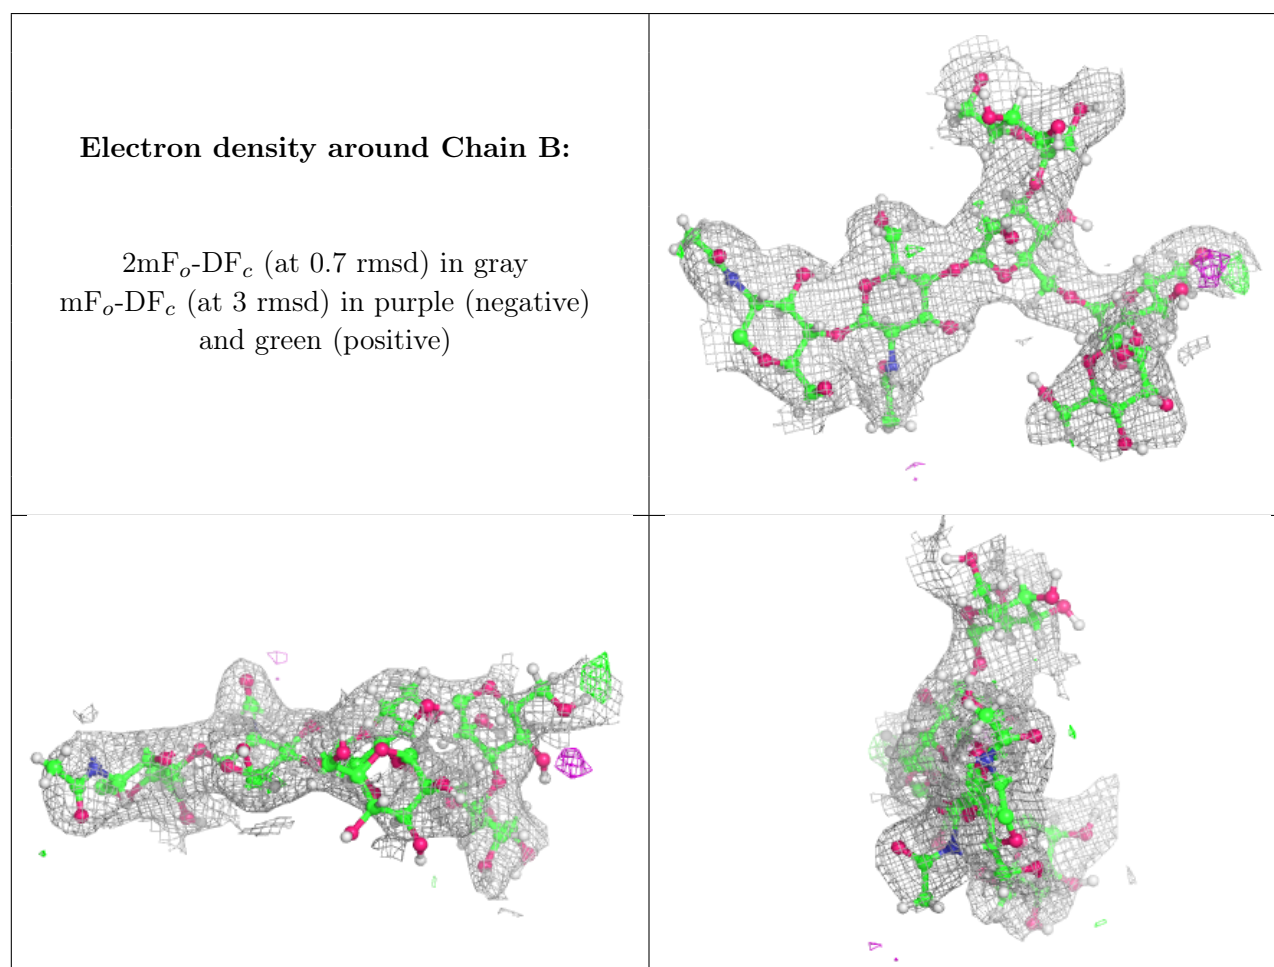 Electron density around Chain B:
2mFo-DFc (at 0.7 rmsd) in gray
mFo-DFc (at 3 rmsd) in purple (negative)
and green (positive)